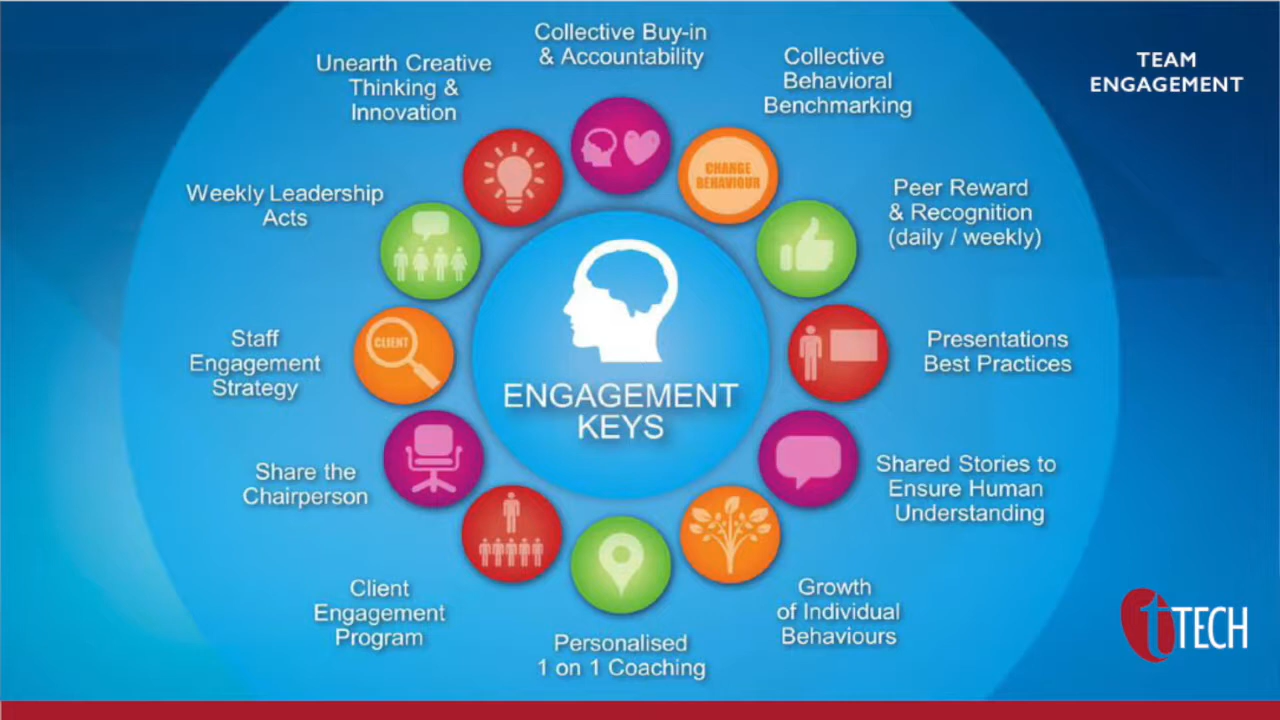 TEAM
ENGAGEMENT
Collective Buy-in
& Accountability
Collective
Behavioral
Benchmarking
CHANGE
BEHAVIOUR
Peer Reward
& Recognition
(daily / weekly)
Presentations
Best Practices
Shared Stories to
Ensure Human
Understanding
Growth
of Individual
Behaviours
Personalised
1 on 1 Coaching
Client
Engagement
Program
Share the
Chairperson
Staff
Engagement
Strategy
CLIENT
Weekly Leadership
Acts
Unearth Creative
Thinking &
Innovation
ENGAGEMENT
KEYS
tTECH